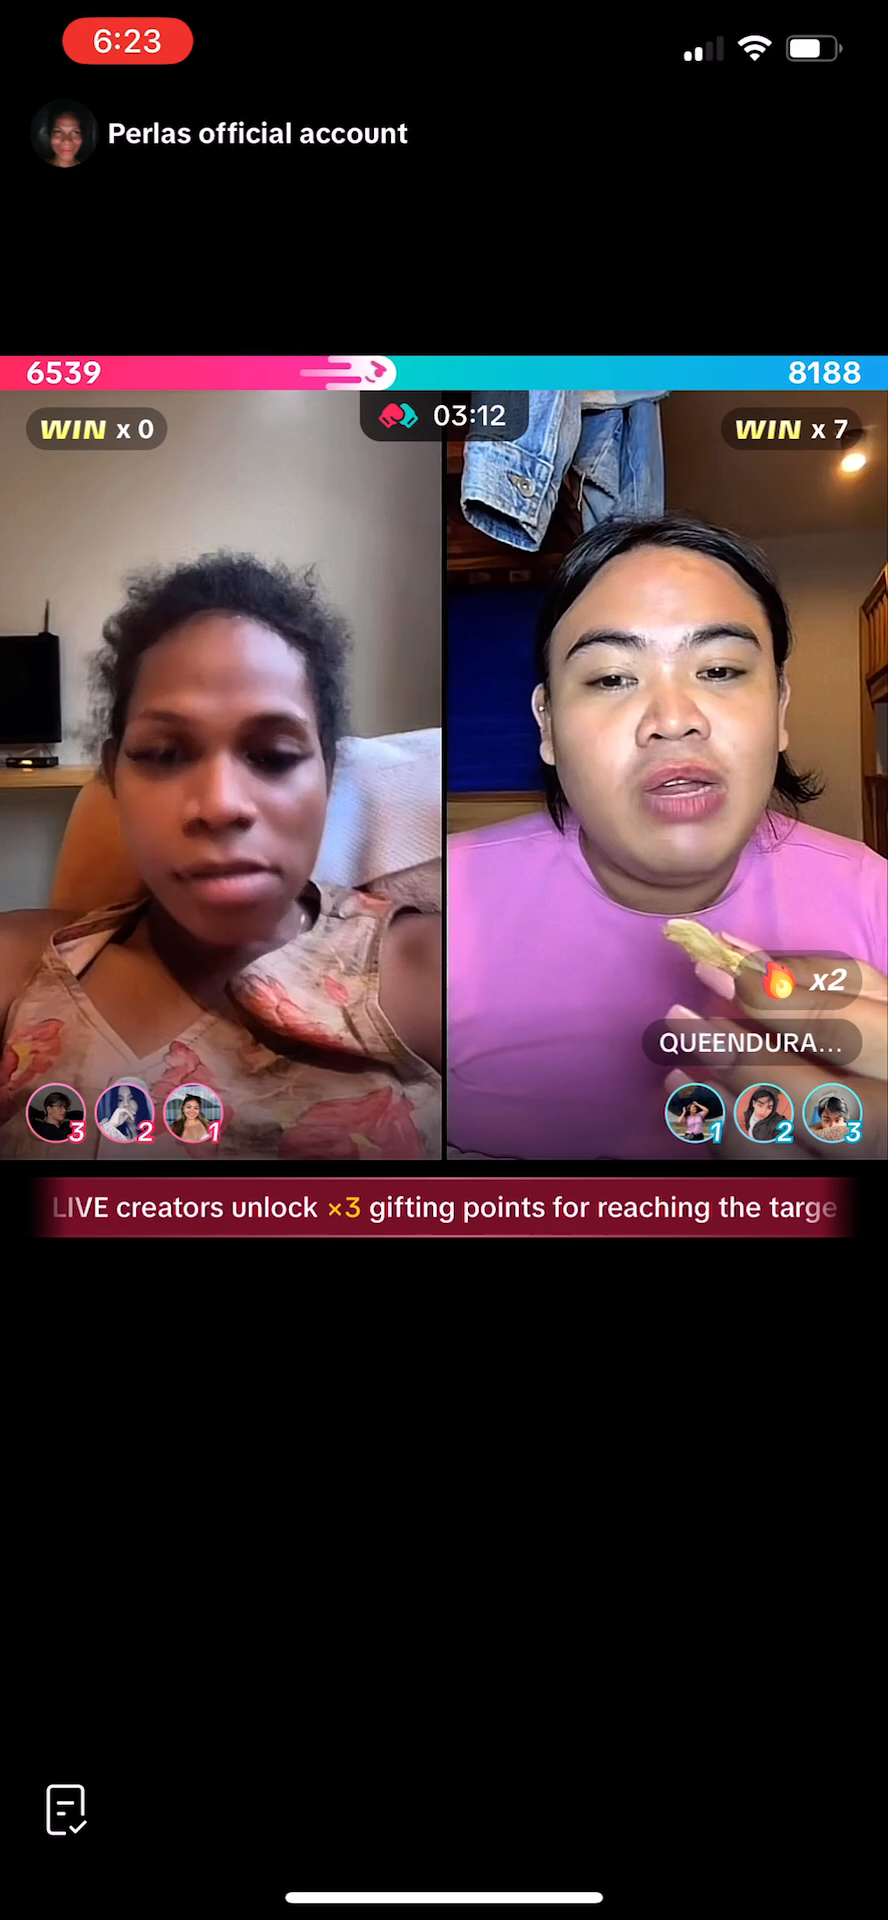 6:23
Perlas official account
6539
8188
WIN x 0
03:12
WIN x 7
x2
QUEENDURA...
3
2
1
1
2
3
LIVE creators unlock ×3 gifting points for reaching the targe